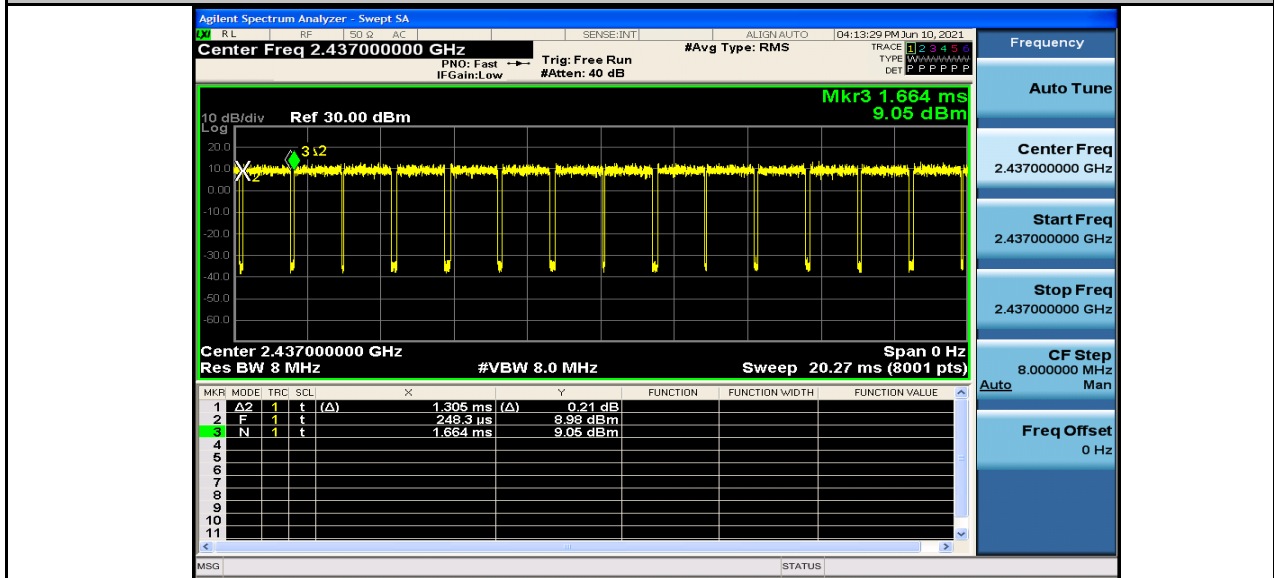 Agilent Spectrum Analyzer - Swept SA
LXI RL RF 50 Ω AC SENSE:INT ALIGN AUTO 04:13:29 PM Jun 10, 2021
Center Freq 2.437000000 GHz #Avg Type: RMS TRACE 1 2 3 4 5 6
PNO: Fast Trig: Free Run TYPE WWWWWW
IFGain:Low #Atten: 40 dB DET P P P P P P
Mkr3 1.664 ms
10 dB/div Ref 30.00 dBm 9.05 dBm
Log
20.0
10.0
0.00
-10.0
-20.0
-30.0
-40.0
-50.0
-60.0
X2
3
Δ2
Center 2.437000000 GHz Span 0 Hz
Res BW 8 MHz #VBW 8.0 MHz Sweep 20.27 ms (8001 pts)
MKR MODE TRC SCL X Y FUNCTION FUNCTION WIDTH FUNCTION VALUE
1 Δ2 1 t (Δ) 1.305 ms (Δ) 0.21 dB
2 F 1 t 248.3 µs 8.98 dBm
3 N 1 t 1.664 ms 9.05 dBm
4
5
6
7
8
9
10
11
MSG STATUS
Frequency
Auto Tune
Center Freq
2.437000000 GHz
Start Freq
2.437000000 GHz
Stop Freq
2.437000000 GHz
CF Step
8.000000 MHz
Auto Man
Freq Offset
0 Hz